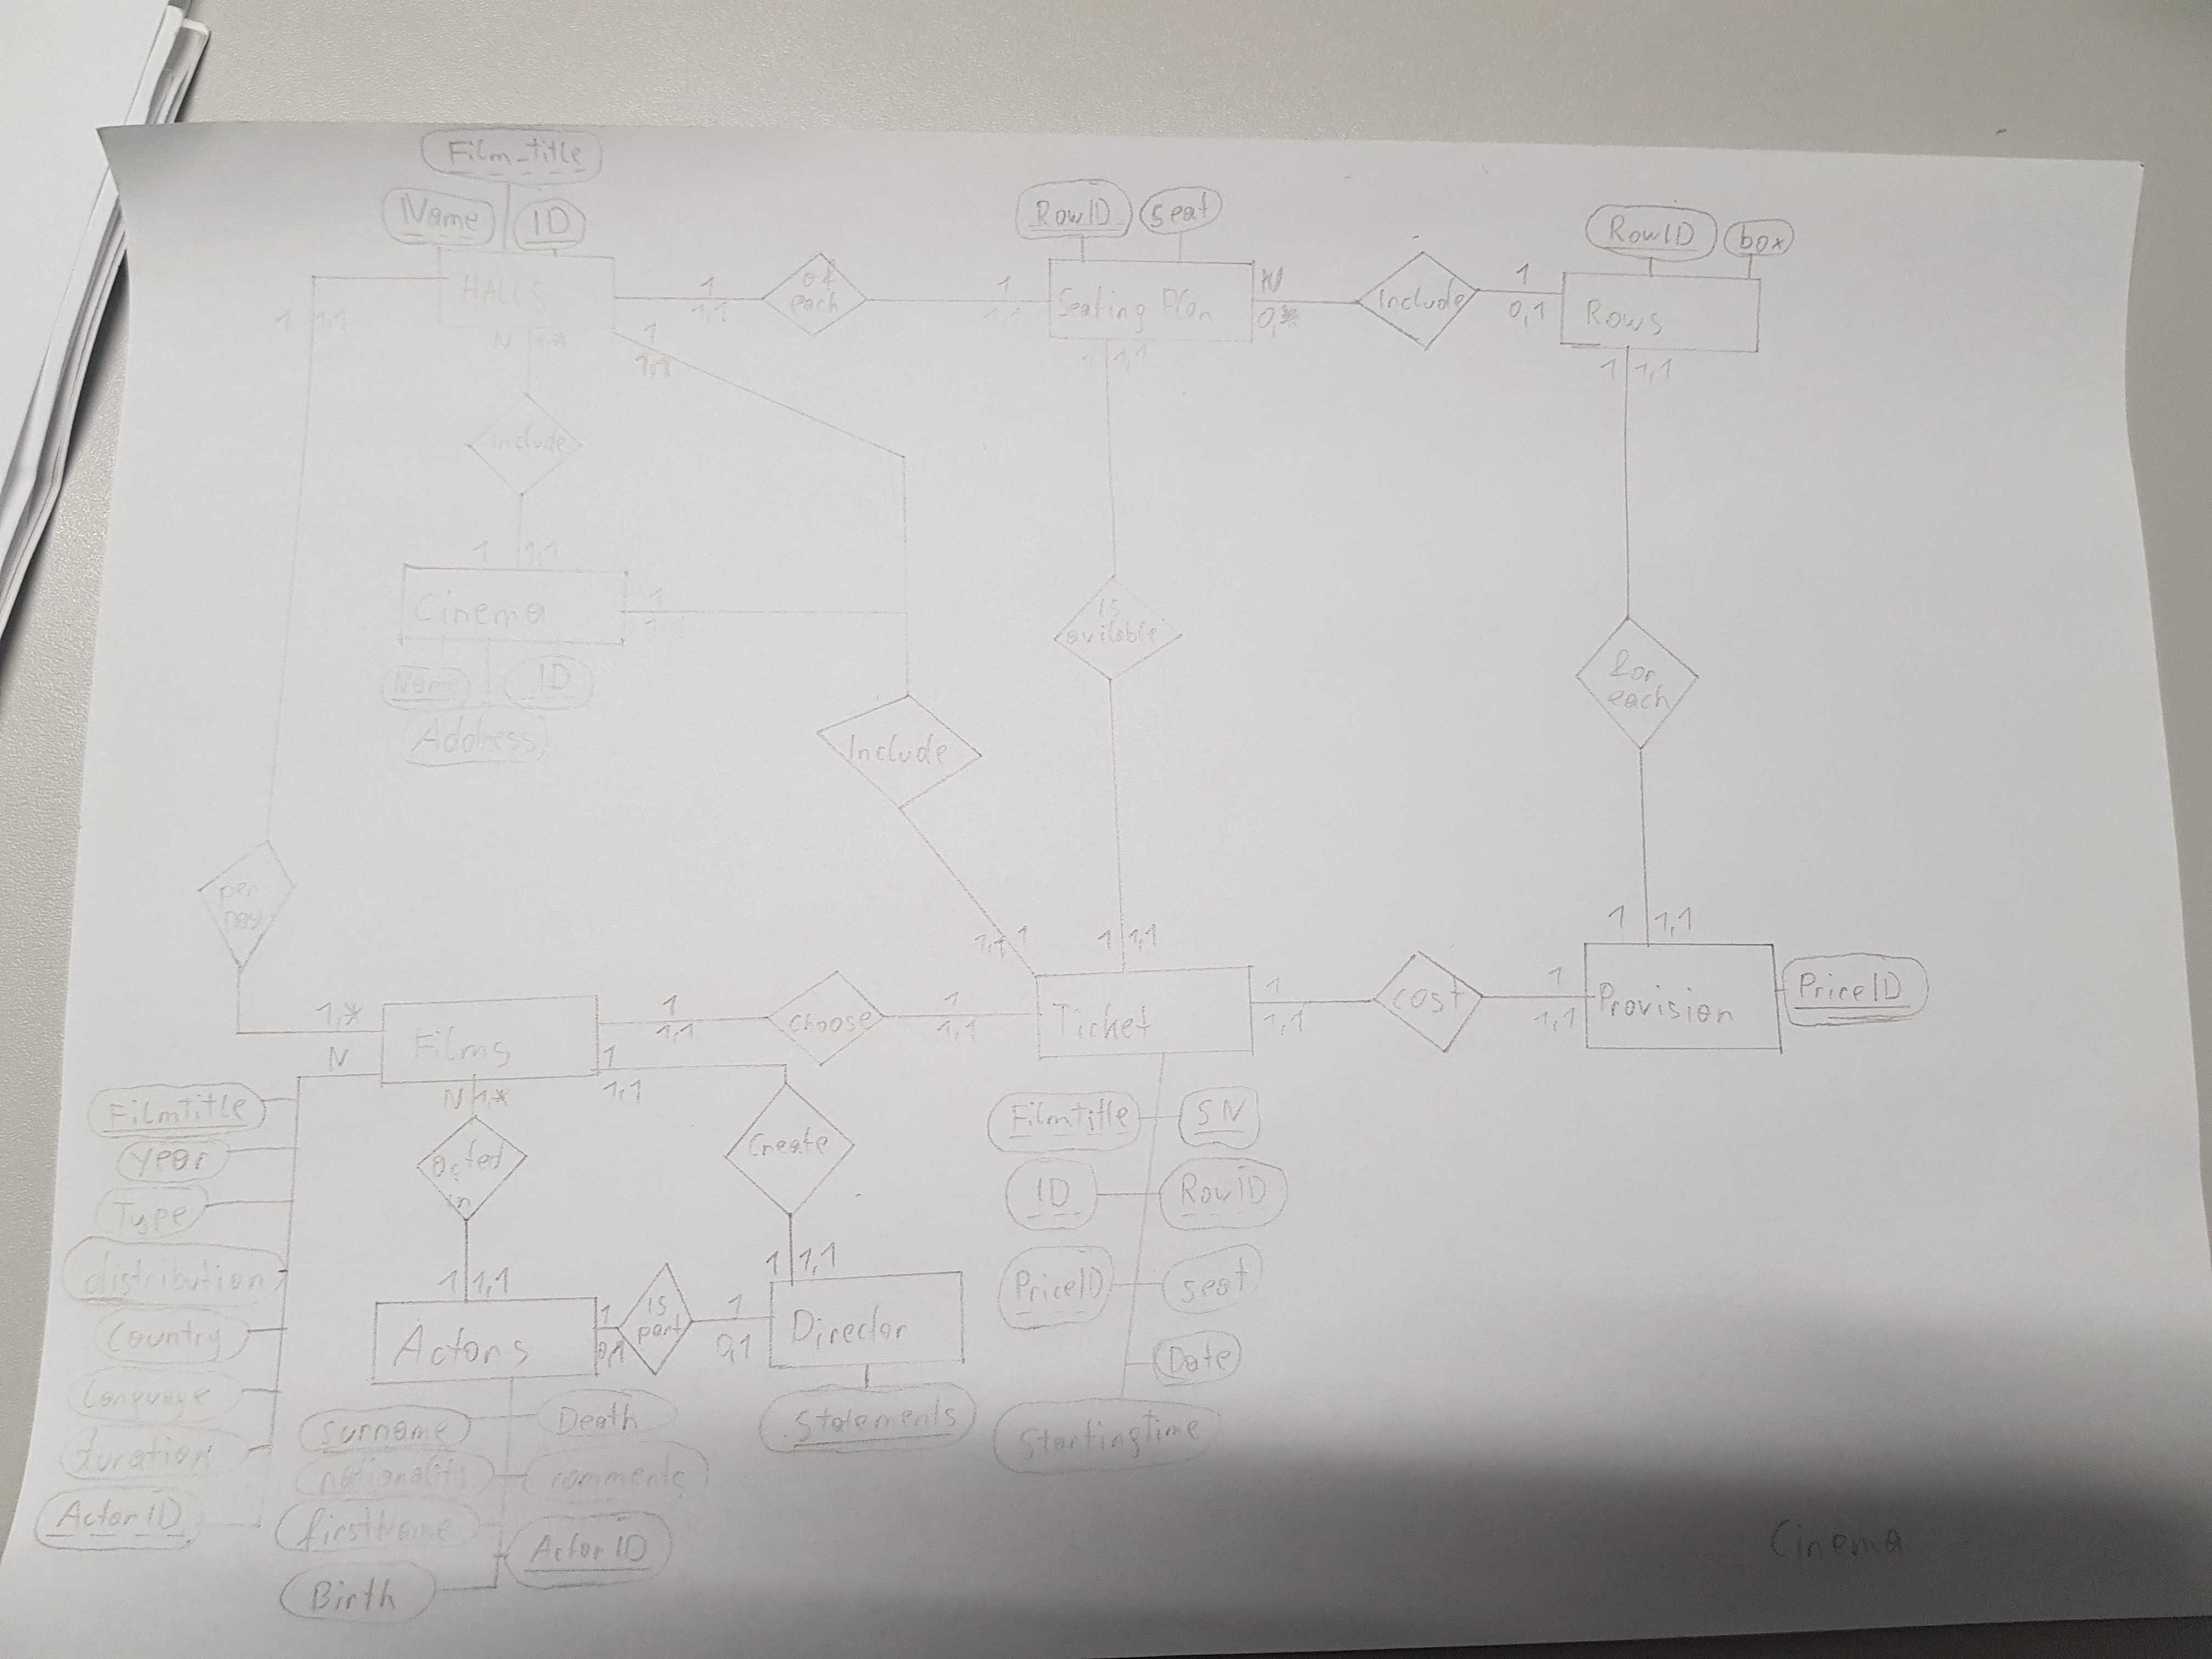 Film_title
Name ID
RowID seat
RowID box
HALLS
1
1,1
of
each
1
1,1
Seating Plan
N
0,*
Include
1
0,1
Rows
1 1,1
N 1,*
1
1,1
1 1,1
1 1,1
include
1 1,1
Cinema
1
1,1
Name ID
Address
is
avilable
for
each
Include
per
Day
1,1 1
1 1,1
1 1,1
1,*
N
Films
1
1,1
choose
1
1,1
Ticket
1
1,1
cost
1
1,1
Provision
PriceID
1
1,1
N 1,*
Filmtitle
year
Type
distribution
Country
Language
duration
Actor ID
acted
in
Create
Filmtitle SN
ID RowID
PriceID seat
Date
Startingtime
1 1,1
1 1,1
Actors
1
0,1
is
part
1
0,1
Director
Statements
Surname Death
nationalitis comments
firstName
Actor ID
Birth
Cinema